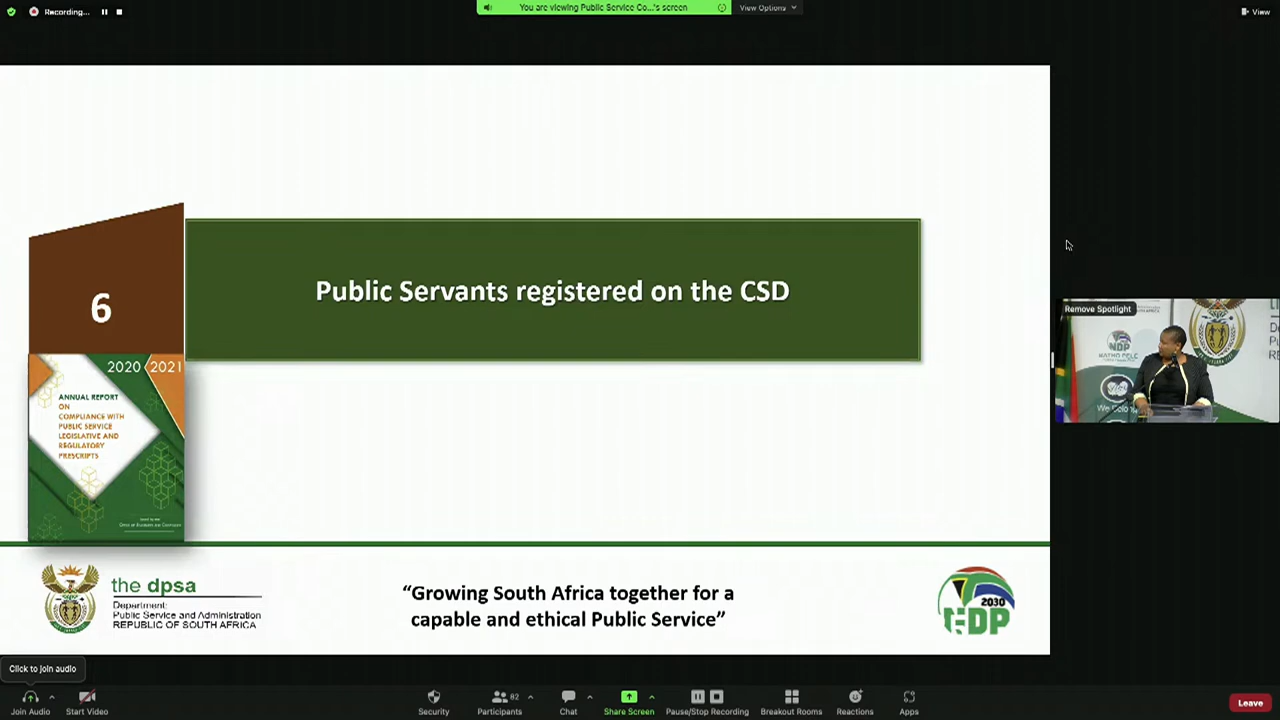 Recording...
You are viewing Public Service Co...'s screen
View Options
View
Public Servants registered on the CSD
6
2020
2021
ANNUAL REPORT
ON
COMPLIANCE WITH
PUBLIC SERVICE
LEGISLATIVE AND
REGULATORY
PRESCRIPTS
Remove Spotlight
NDP
We Belong
the dpsa
Department:
Public Service and Administration
REPUBLIC OF SOUTH AFRICA
“Growing South Africa together for a
capable and ethical Public Service”
2030
NDP
Click to join audio
Join Audio
Start Video
Security
Participants
82
Chat
Share Screen
Pause/Stop Recording
Breakout Rooms
Reactions
Apps
Leave